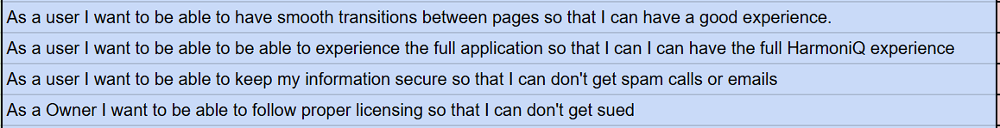 As a user I want to be able to have smooth transitions between pages so that I can have a good experience.
As a user I want to be able to be able to experience the full application so that I can I can have the full HarmoniQ experience
As a user I want to be able to keep my information secure so that I can don't get spam calls or emails
As a Owner I want to be able to follow proper licensing so that I can don't get sued